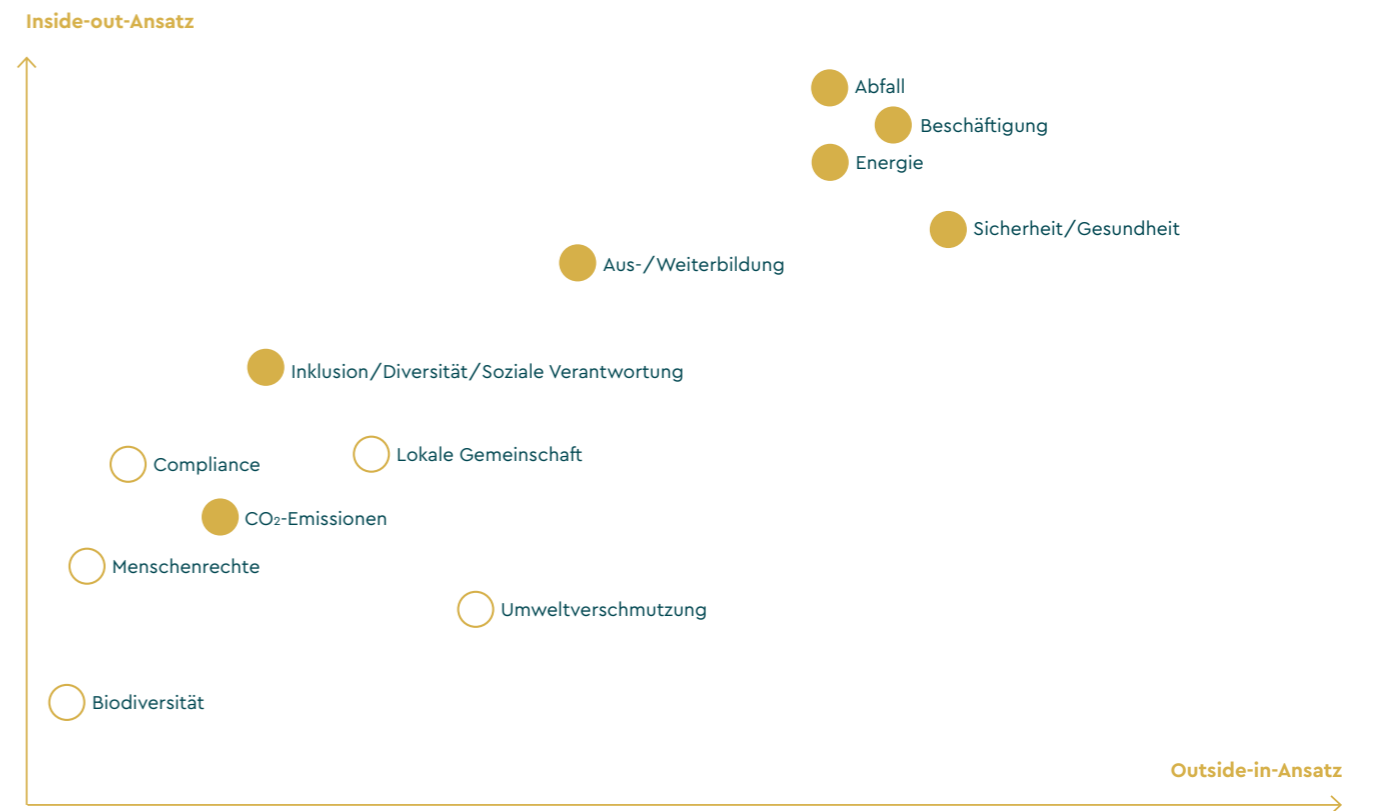 Inside-out-Ansatz
Abfall
Beschäftigung
Energie
Sicherheit/Gesundheit
Aus-/Weiterbildung
Inklusion/Diversität/Soziale Verantwortung
Lokale Gemeinschaft
Compliance
CO₂-Emissionen
Menschenrechte
Umweltverschmutzung
Biodiversität
Outside-in-Ansatz